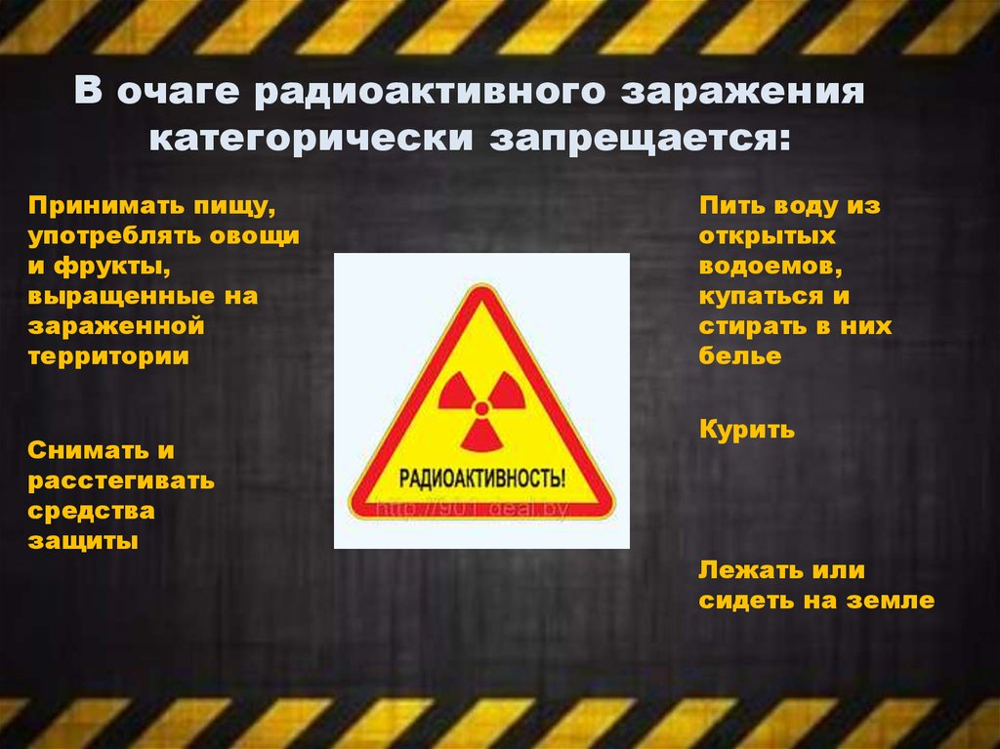 В очаге радиоактивного заражения
категорически запрещается:
Принимать пищу,
употреблять овощи
и фрукты,
выращенные на
зараженной
территории
Снимать и
расстегивать
средства
защиты
РАДИОАКТИВНОСТЬ!
http://901.deal.by
Пить воду из
открытых
водоемов,
купаться и
стирать в них
белье
Курить
Лежать или
сидеть на земле